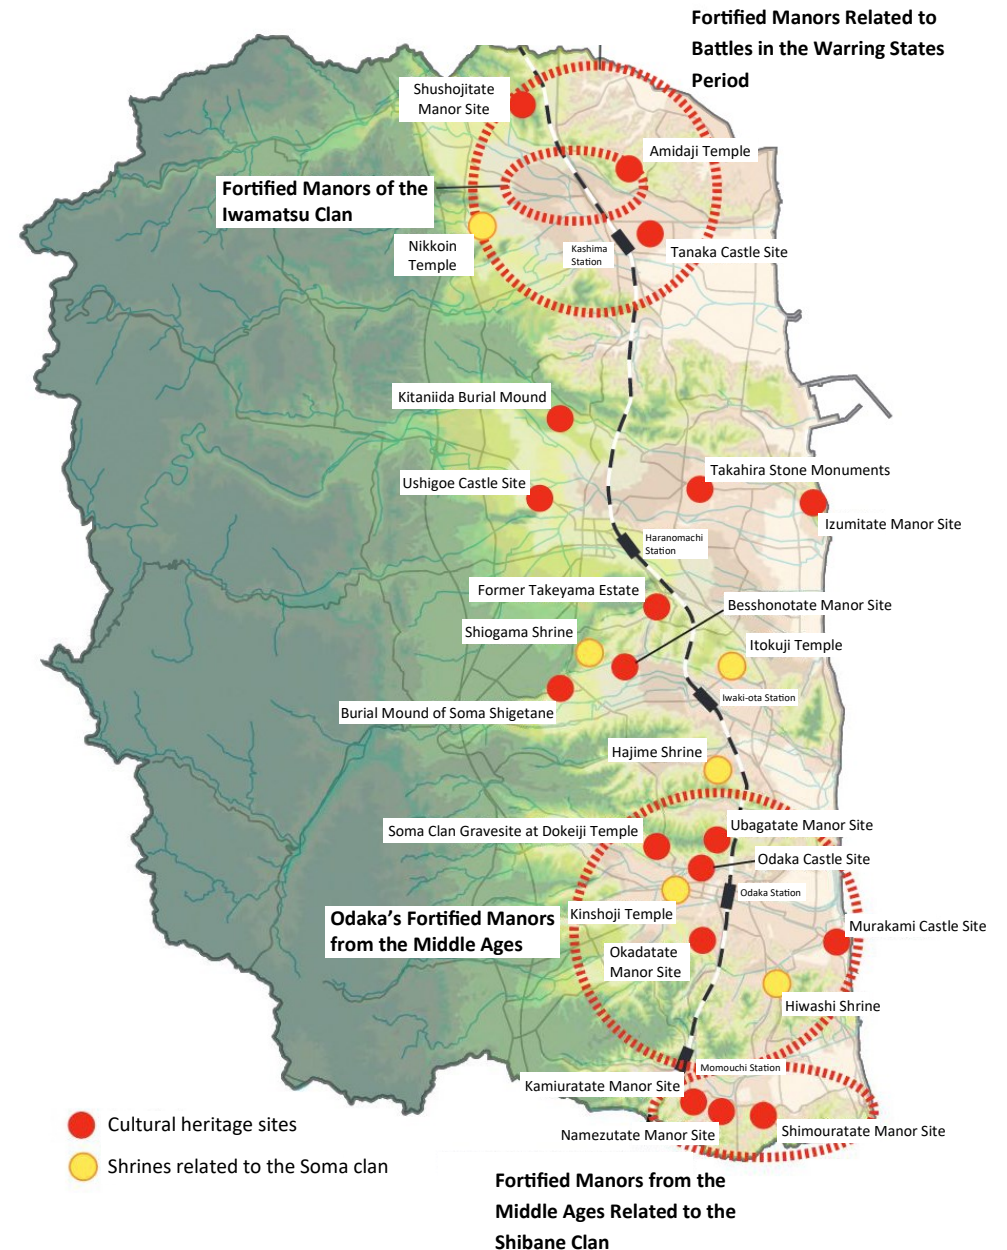 Fortified Manors Related to
Battles in the Warring States
Period
Shushojitate
Manor Site
Amidaji Temple
Fortified Manors of the
Iwamatsu Clan
Nikkoin
Temple
Kashima
Station
Tanaka Castle Site
Kitaniida Burial Mound
Takahira Stone Monuments
Ushigoe Castle Site
Izumitate Manor Site
Haranomachi
Station
Former Takeyama Estate
Besshonotate Manor Site
Shiogama Shrine
Itokuji Temple
Iwaki-ota Station
Burial Mound of Soma Shigetane
Hajime Shrine
Soma Clan Gravesite at Dokeiji Temple
Ubagatate Manor Site
Odaka Castle Site
Odaka Station
Kinshoji Temple
Odaka’s Fortified Manors
from the Middle Ages
Murakami Castle Site
Okadatate
Manor Site
Hiwashi Shrine
Momouchi Station
Kamiuratate Manor Site
Namezutate Manor Site
Shimouratate Manor Site
Cultural heritage sites
Shrines related to the Soma clan
Fortified Manors from the
Middle Ages Related to the
Shibane Clan